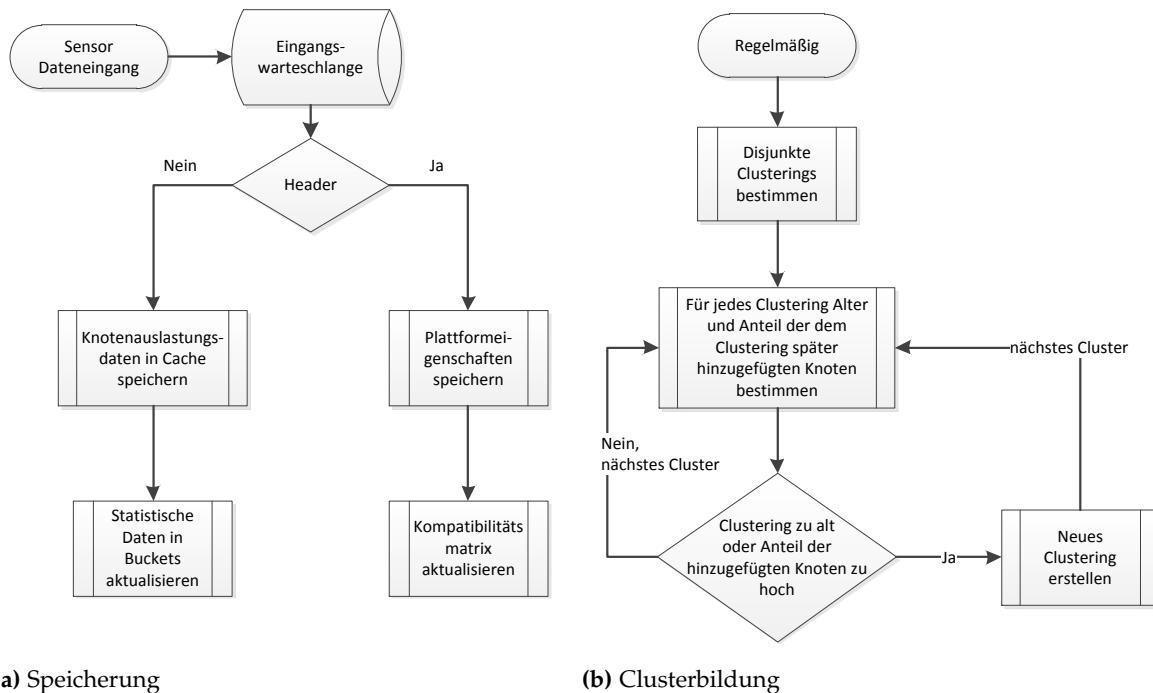 Sensor
Dateneingang
Eingangs-
warteschlange
Nein
Ja
Header
Knotenauslastungs-
daten in Cache
speichern
Plattformei-
genschaften
speichern
Statistische
Daten in
Buckets
aktualisieren
Kompatibilitäts
matrix
aktualisieren
a) Speicherung
Regelmäßig
Disjunkte
Clusterings
bestimmen
Für jedes Clustering Alter
und Anteil der dem
Clustering später
hinzugefügten Knoten
bestimmen
nächstes Cluster
Nein,
nächstes Cluster
Clustering zu alt
oder Anteil der
hinzugefügten Knoten zu
hoch
Ja
Neues
Clustering
erstellen
(b) Clusterbildung